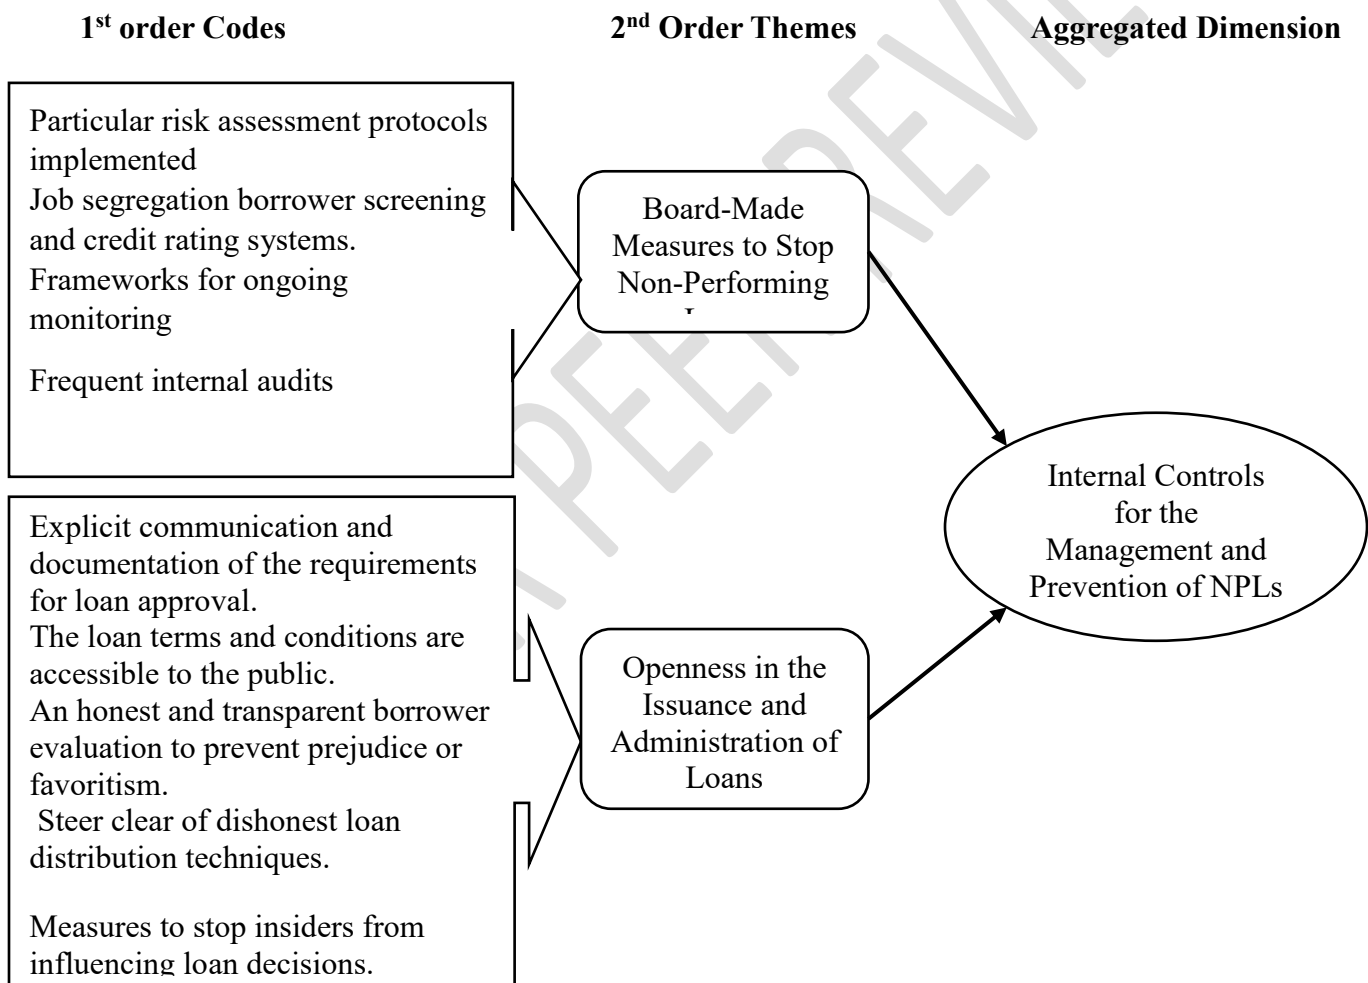 1st order Codes
2nd Order Themes
Aggregated Dimension
Particular risk assessment protocols
implemented
Job segregation borrower screening
and credit rating systems.
Frameworks for ongoing
monitoring
Frequent internal audits
Board-Made
Measures to Stop
Non-Performing
Explicit communication and
documentation of the requirements
for loan approval.
The loan terms and conditions are
accessible to the public.
An honest and transparent borrower
evaluation to prevent prejudice or
favoritism.
Steer clear of dishonest loan
distribution techniques.
Measures to stop insiders from
influencing loan decisions.
Openness in the
Issuance and
Administration of
Loans
Internal Controls
for the
Management and
Prevention of NPLs
PEER